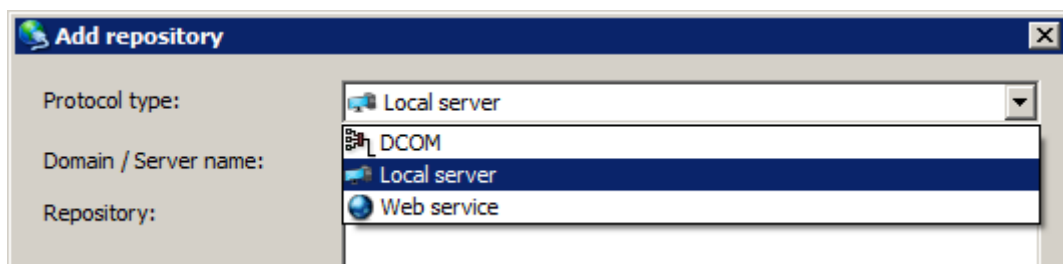 Add repository
Protocol type: Local server
DCOM
Domain / Server name:
Local server
Repository: Web service